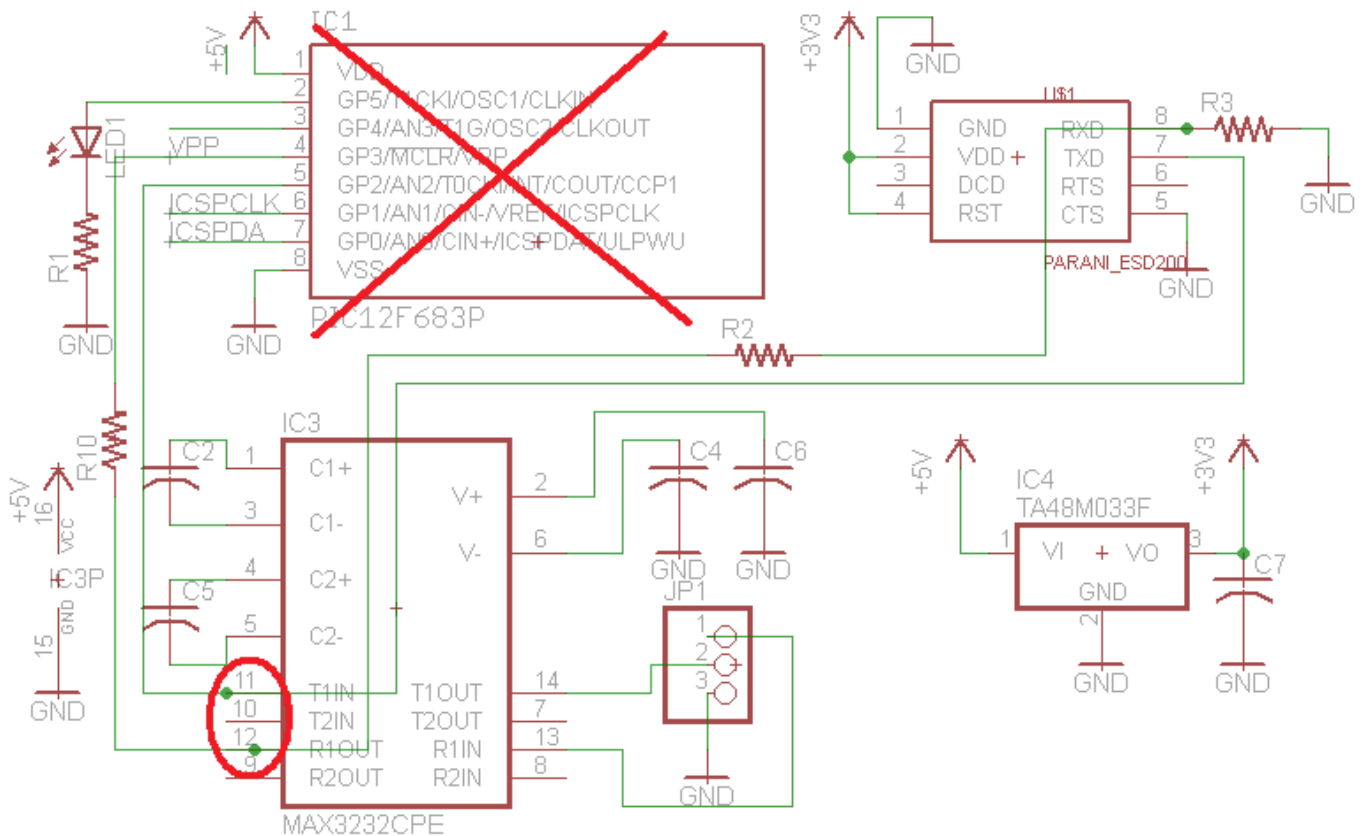 IC1
+5V
1 VDD
2 GP5/T1CKI/OSC1/CLKIN
3 GP4/AN3/T1G/OSC2/CLKOUT
4 GP3/MCLR/VPP
5 GP2/AN2/T0CKI/INT/COUT/CCP1
6 GP1/AN1/CIN-/VREF/ICSPCLK
7 GP0/AN0/CIN+/ICSPDAT/ULPWU
8 VSS
PIC12F683P
LED1
VPP
ICSPCLK
ICSPDA
R1
GND
GND
+3V3
GND
U$1
1 GND
2 VDD
3 DCD
4 RST
RXD 8
TXD 7
RTS 6
CTS 5
PARANI_ESD200
R3
GND
GND
R2
R10
IC3
C2
C5
1 C1+
3 C1-
4 C2+
5 C2-
11 T1IN
10 T2IN
12 R1OUT
9 R2OUT
V+ 2
V- 6
T1OUT 14
T2OUT 7
R1IN 13
R2IN 8
MAX3232CPE
+5V
16
VCC
IC3P
GND
15
GND
C4
C6
GND
GND
JP1
1
2
3
GND
+5V
+3V3
IC4
TA48M033F
1 VI
VO 3
GND
2
C7
GND
GND